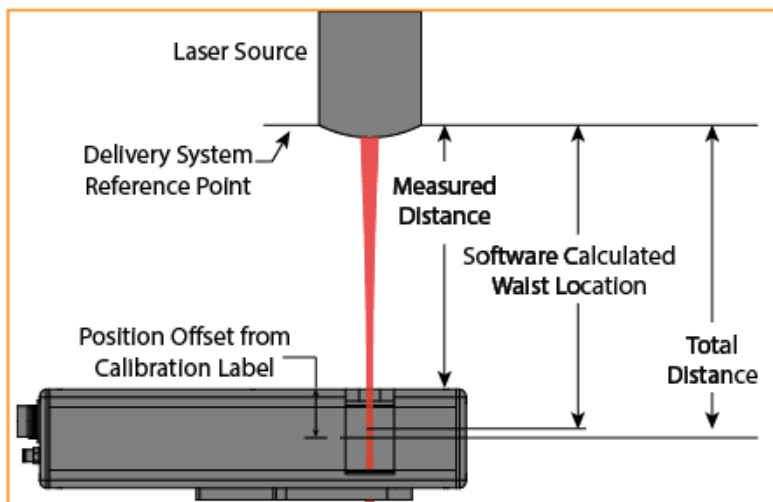 Laser Source
Delivery System
Reference Point
Measured
Distance
Software Calculated
Waist Location
Position Offset from
Calibration Label
Total
Distance